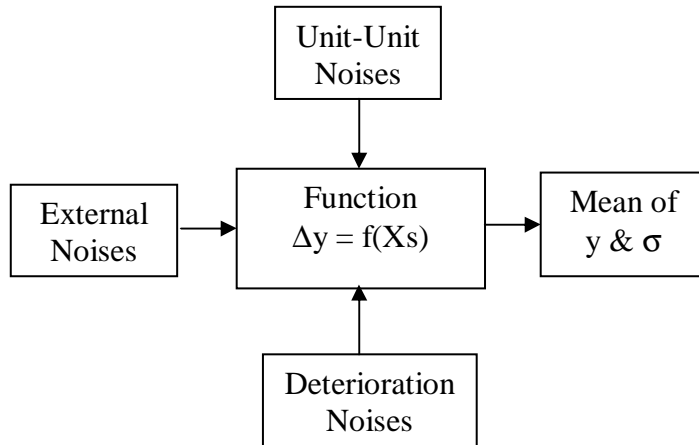 Unit-Unit
Noises
External
Noises
Function
Δy = f(Xs)
Mean of
y & σ
Deterioration
Noises